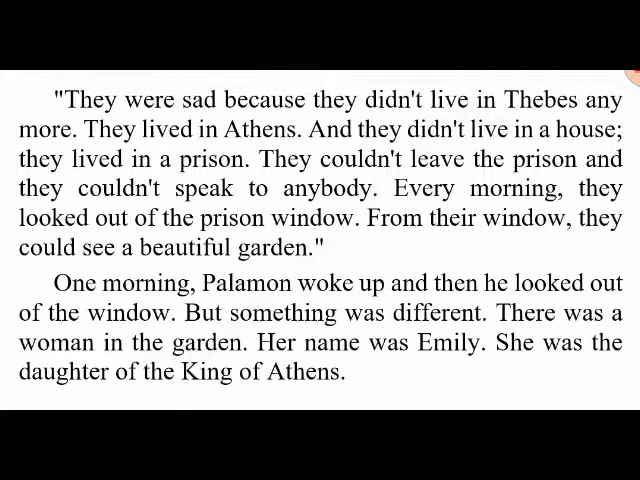 "They were sad because they didn't live in Thebes any
more. They lived in Athens. And they didn't live in a house;
they lived in a prison. They couldn't leave the prison and
they couldn't speak to anybody. Every morning, they
looked out of the prison window. From their window, they
could see a beautiful garden."
One morning, Palamon woke up and then he looked out
of the window. But something was different. There was a
woman in the garden. Her name was Emily. She was the
daughter of the King of Athens.